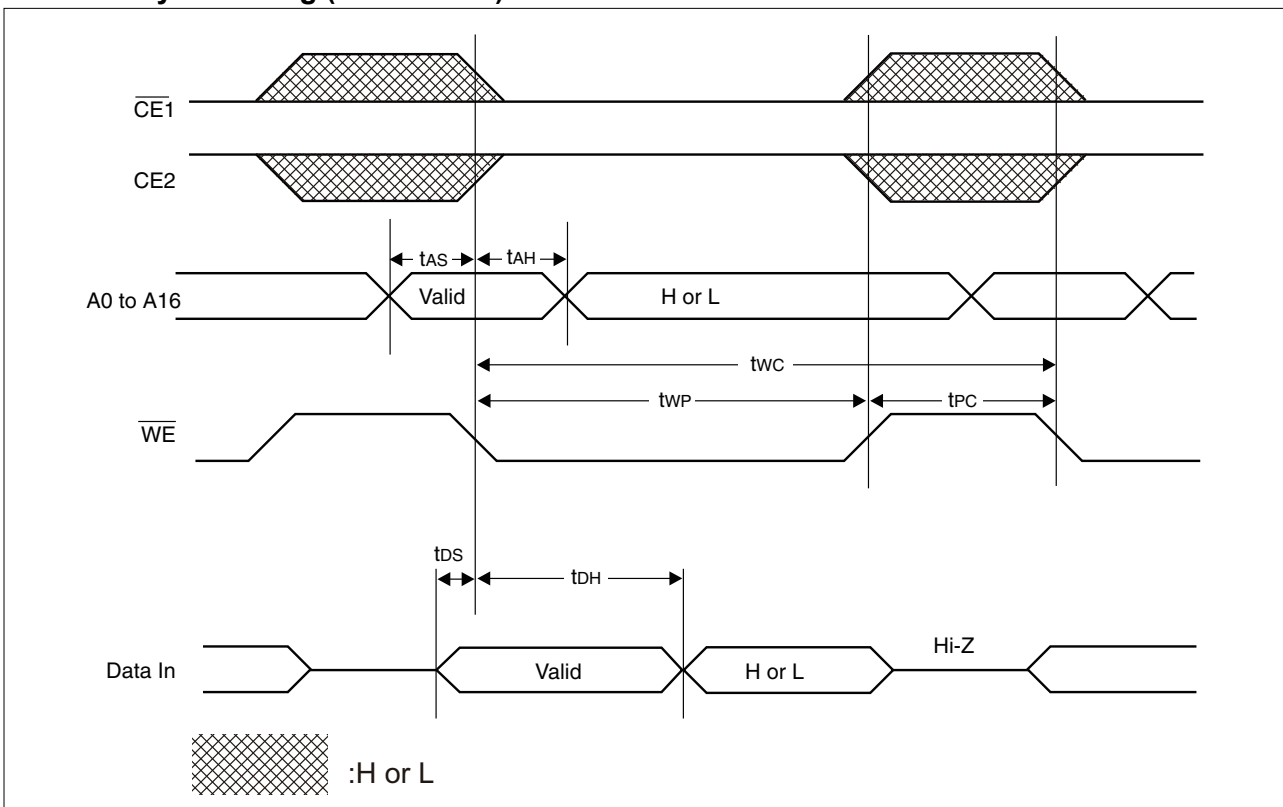 CE1
CE2
tAS
tAH
A0 to A16
Valid
H or L
tWC
tWP
tPC
WE
tDS
tDH
Data In
Valid
H or L
Hi-Z
:H or L